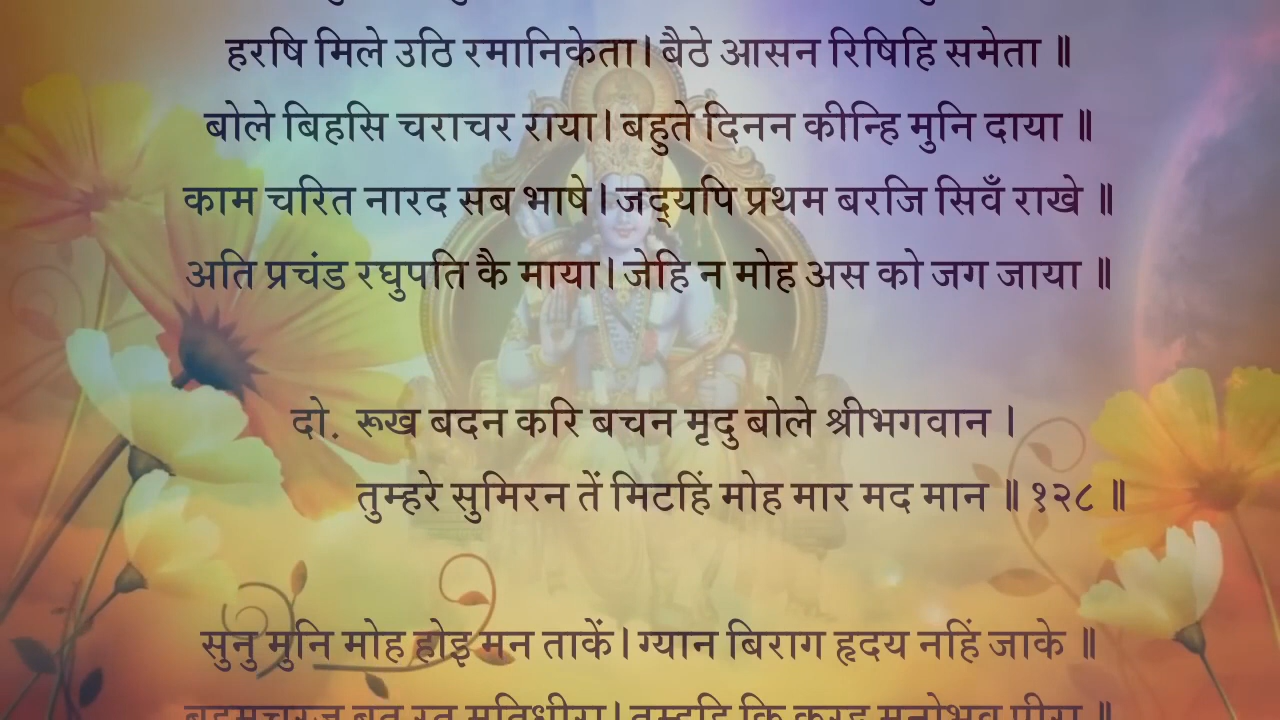 हरषि मिले उठि रमानिकेता। बैठे आसन रिषिहि समेता ॥
बोले बिहसि चराचर राया। बहुते दिनन कीन्हि मुनि दाया ॥
काम चरित नारद सब भाषे। जद्यपि प्रथम बरजि सिवँ राखे ॥
अति प्रचंड रघुपति कै माया। जेहि न मोह अस को जग जाया ॥
दो. रूख बदन करि बचन मृदु बोले श्रीभगवान ।
तुम्हरे सुमिरन तें मिटहिं मोह मार मद मान ॥ १२८ ॥
सुनु मुनि मोह होइ मन ताकें। ग्यान बिराग हृदय नहिं जाके ॥